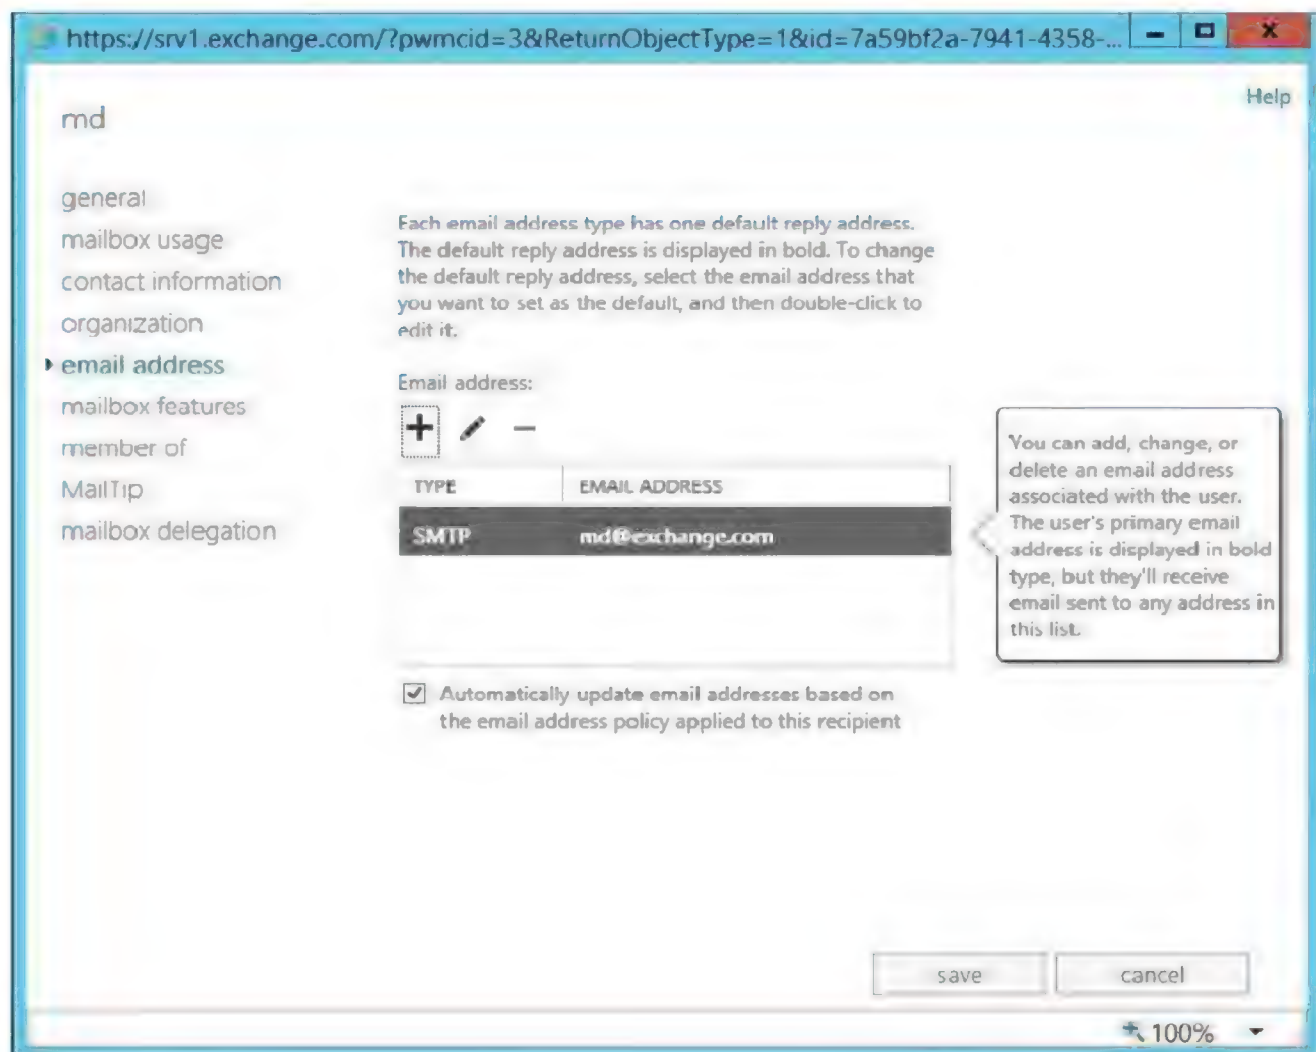 https://srv1.exchange.com/?pwmcid=3&ReturnObjectType=1&id=7a59bf2a-7941-4358-...
Help
md
general
mailbox usage
contact information
organization
email address
mailbox features
member of
MailTip
mailbox delegation
Each email address type has one default reply address.
The default reply address is displayed in bold. To change
the default reply address, select the email address that
you want to set as the default, and then double-click to
edit it.
Email address:
TYPE EMAIL ADDRESS
SMTP md@exchange.com
You can add, change, or
delete an email address
associated with the user.
The user's primary email
address is displayed in bold
type, but they'll receive
email sent to any address in
this list.
Automatically update email addresses based on
the email address policy applied to this recipient
save cancel
100%